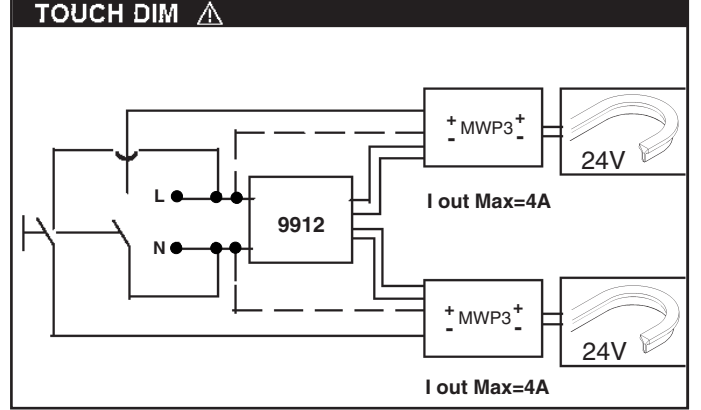 TOUCH DIM ⚠
+ MWP3 +
- -
24V
I out Max=4A
L
9912
N
+ MWP3 +
- -
24V
I out Max=4A